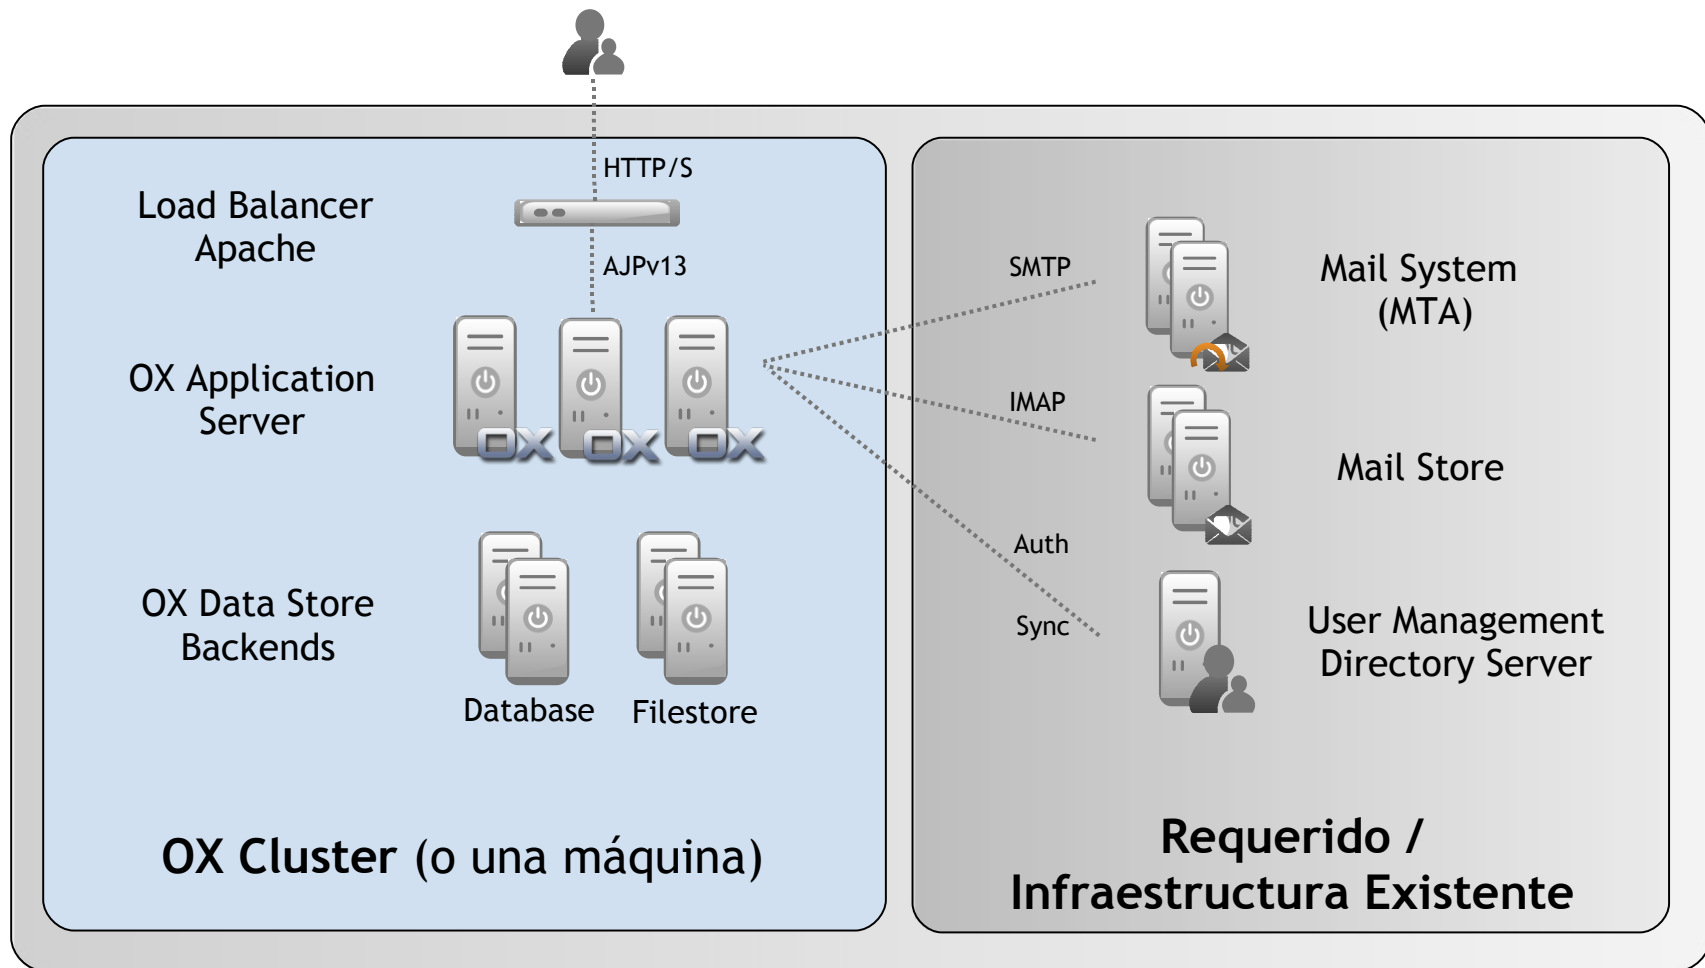 HTTP/S
Load Balancer
Apache
AJPv13
OX Application
Server
OX OX OX
OX Data Store
Backends
Database Filestore
OX Cluster (o una máquina)
SMTP
Mail System
(MTA)
IMAP
Mail Store
Auth
Sync
User Management
Directory Server
Requerido /
Infraestructura Existente